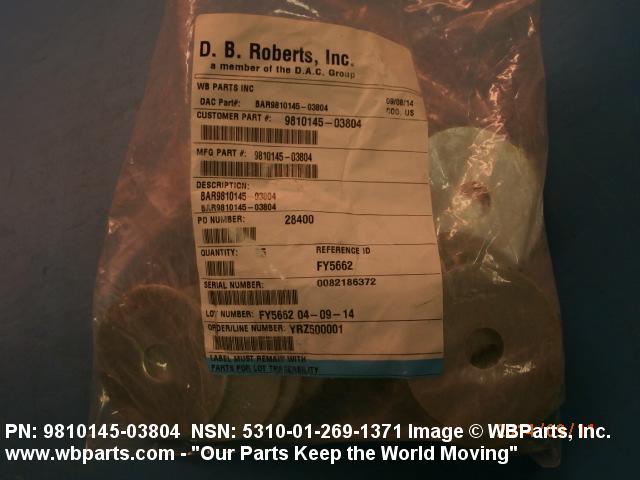 D. B. Roberts, Inc.
a member of the D.A.C. Group
WB PARTS INC
DAC Part#: BAR9810145-03804 09/08/14
000, US
CUSTOMER PART #: 9810145-03804
MFG PART #: 9810145-03804
DESCRIPTION:
BAR9810145-03804
BAR9810145-03804
PO NUMBER: 28400
QUANTITY: REFERENCE ID
FY5662
SERIAL NUMBER: 0082186372
LOT NUMBER: FY5662 04-09-14
ORDER/LINE NUMBER: YRZ500001
LABEL MUST REMAIN WITH
PARTS FOR LOT TRACEABILITY
PN: 9810145-03804 NSN: 5310-01-269-1371 Image © WBParts, Inc.
www.wbparts.com - "Our Parts Keep the World Moving"